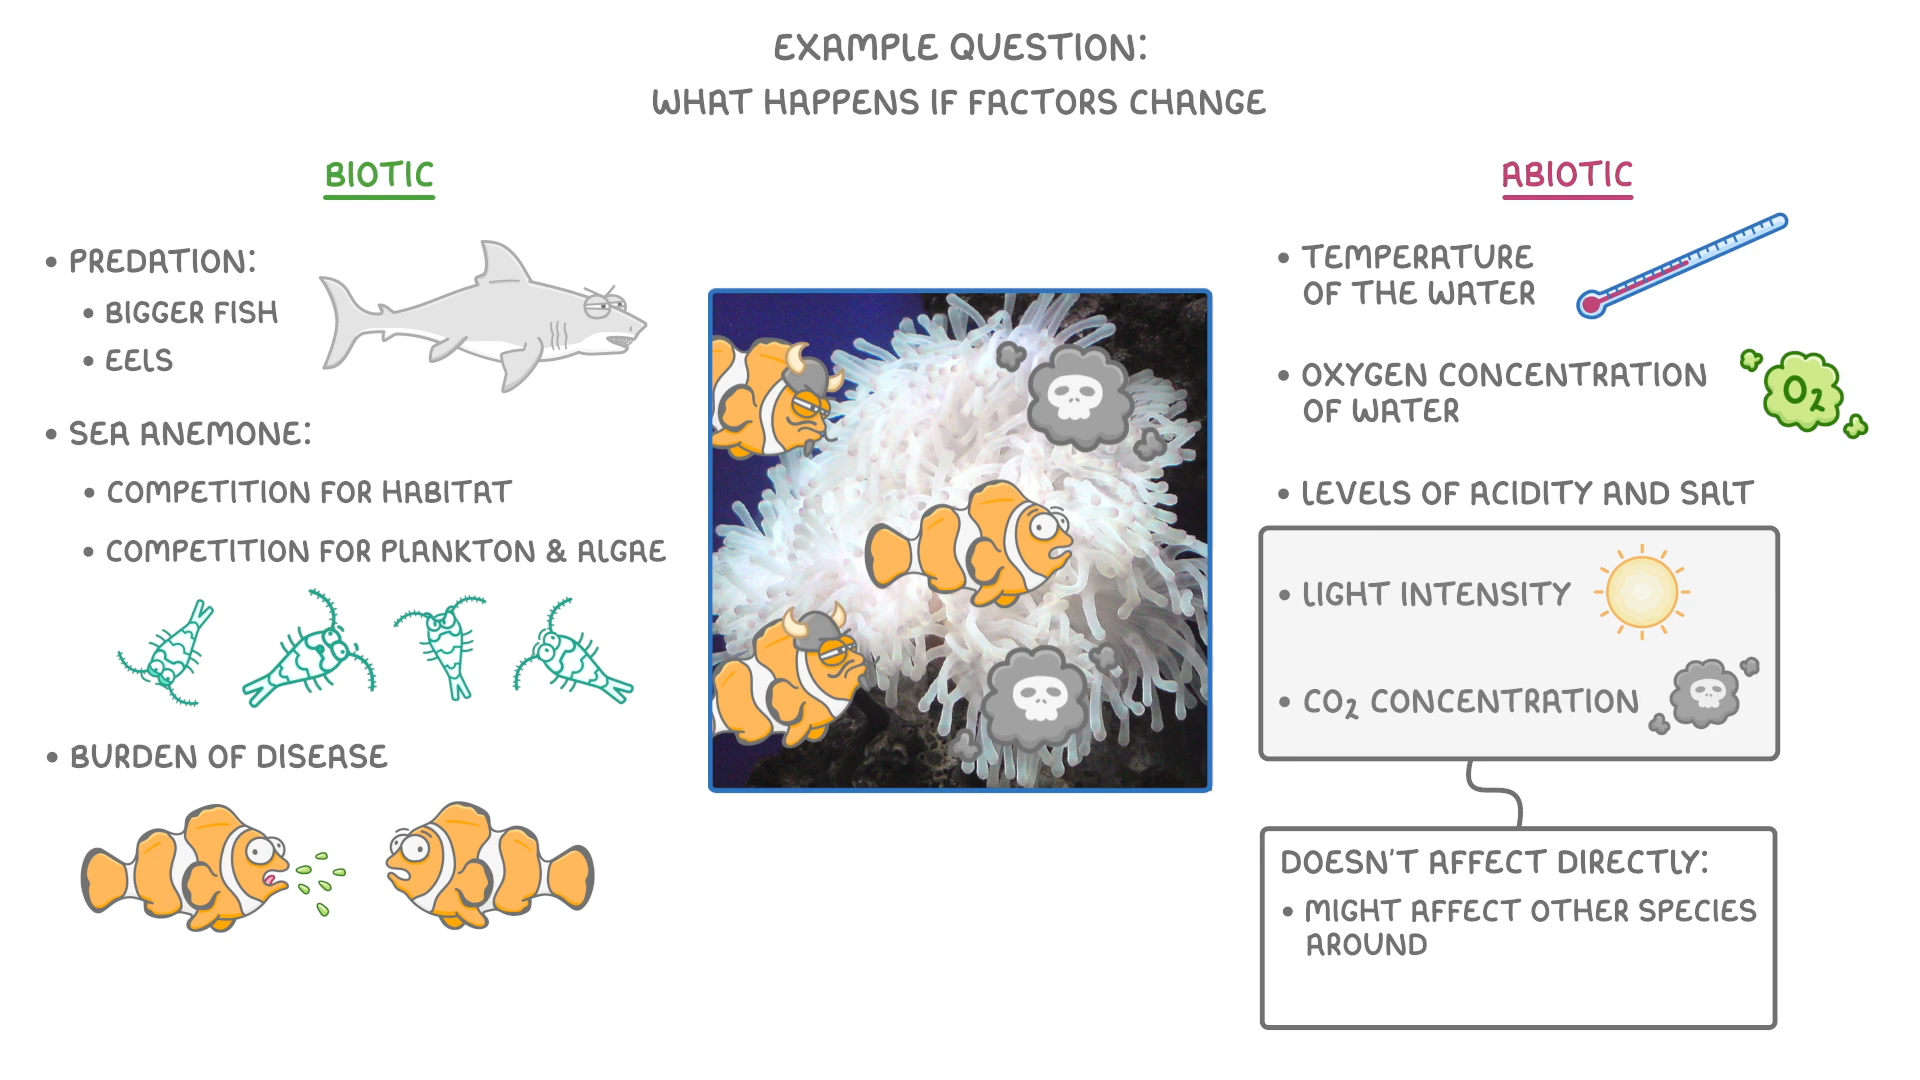 EXAMPLE QUESTION:
WHAT HAPPENS IF FACTORS CHANGE
BIOTIC
• PREDATION:
• BIGGER FISH
• EELS
• SEA ANEMONE:
• COMPETITION FOR HABITAT
• COMPETITION FOR PLANKTON & ALGAE
• BURDEN OF DISEASE
ABIOTIC
• TEMPERATURE
OF THE WATER
• OXYGEN CONCENTRATION
OF WATER
O₂
• LEVELS OF ACIDITY AND SALT
• LIGHT INTENSITY
• CO₂ CONCENTRATION
DOESN'T AFFECT DIRECTLY:
• MIGHT AFFECT OTHER SPECIES
AROUND